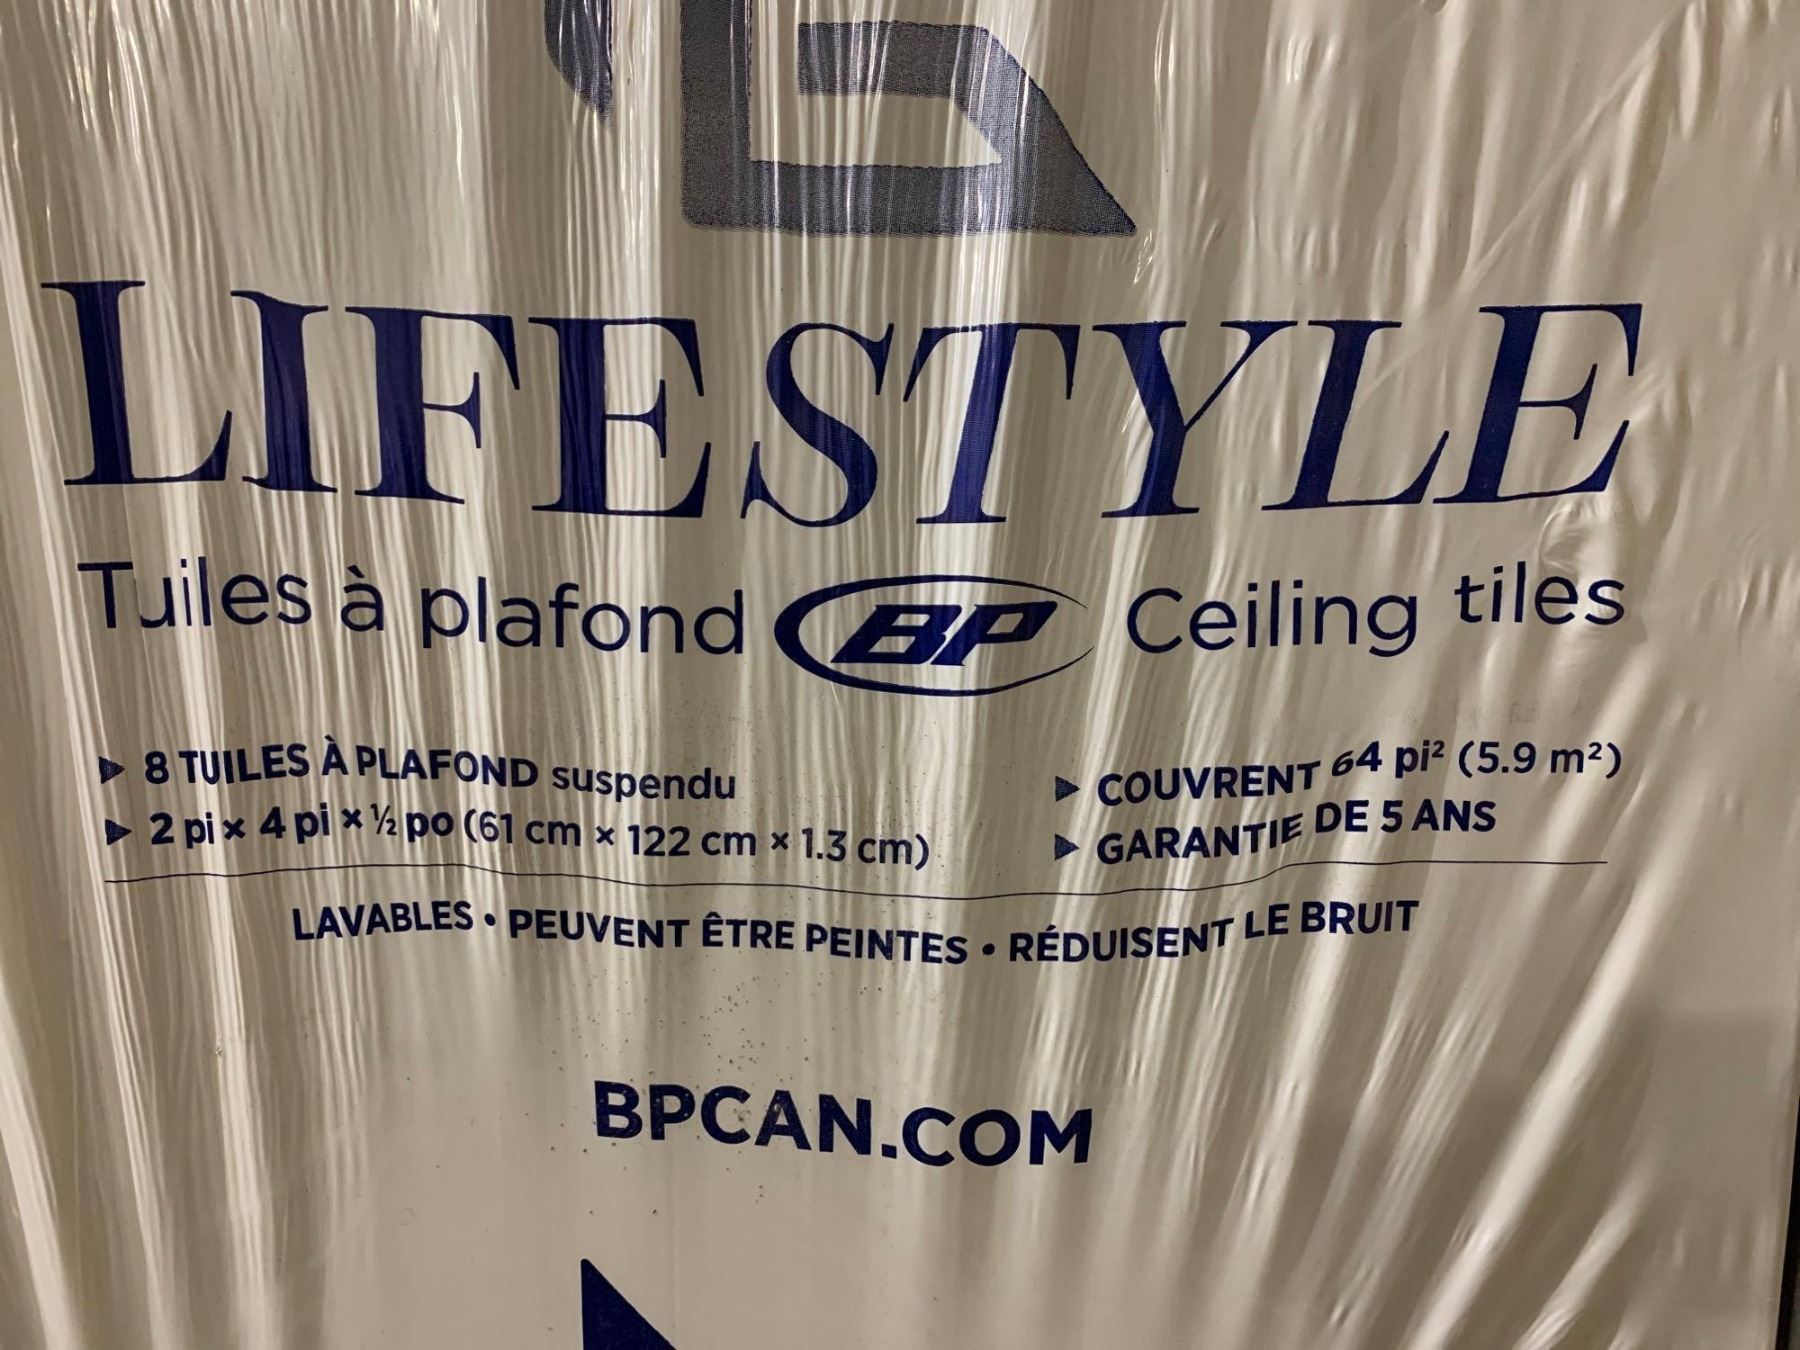 LIFESTYLE
Tuiles à plafond BP Ceiling tiles
8 TUILES À PLAFOND suspendu
2 pi x 4 pi x ½ po (61 cm x 122 cm x 1.3 cm)
COUVRENT 64 pi² (5.9 m²)
GARANTIE DE 5 ANS
LAVABLES • PEUVENT ÊTRE PEINTES • RÉDUISENT LE BRUIT
BPCAN.COM